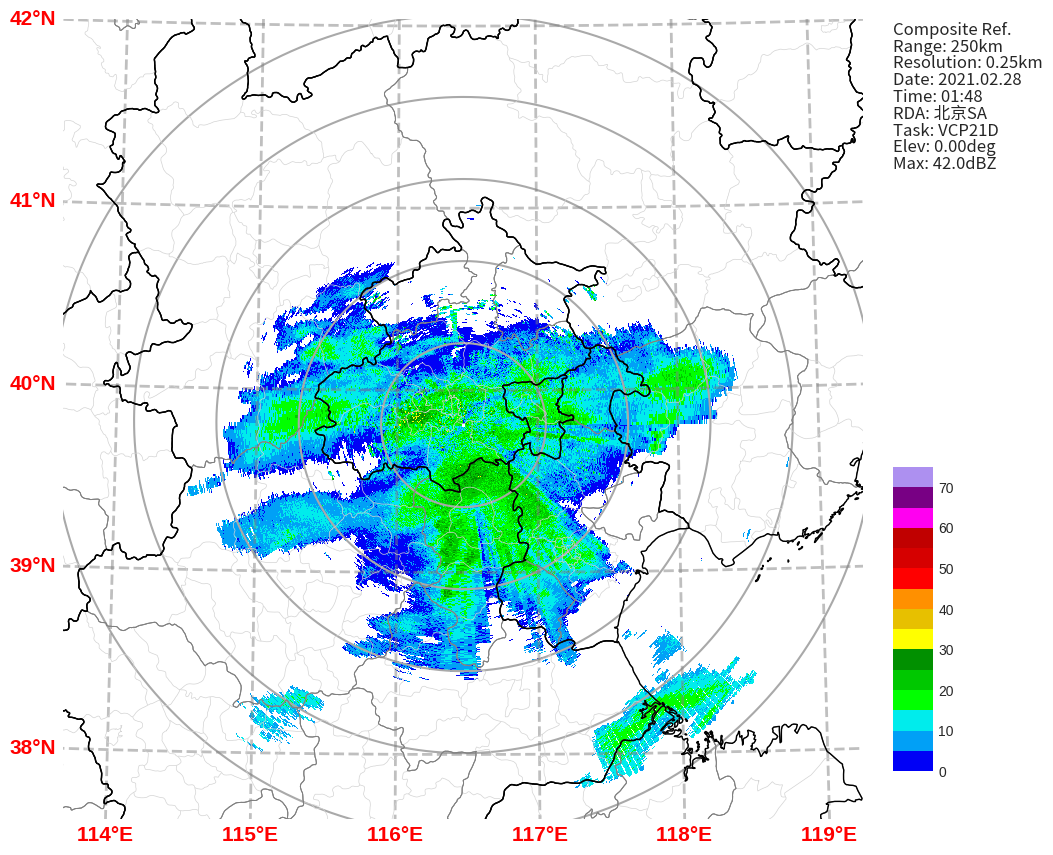 42°N
41°N
40°N
39°N
38°N
114°E
115°E
116°E
117°E
118°E
119°E
Composite Ref.
Range: 250km
Resolution: 0.25km
Date: 2021.02.28
Time: 01:48
RDA: 北京SA
Task: VCP21D
Elev: 0.00deg
Max: 42.0dBZ
70
60
50
40
30
20
10
0